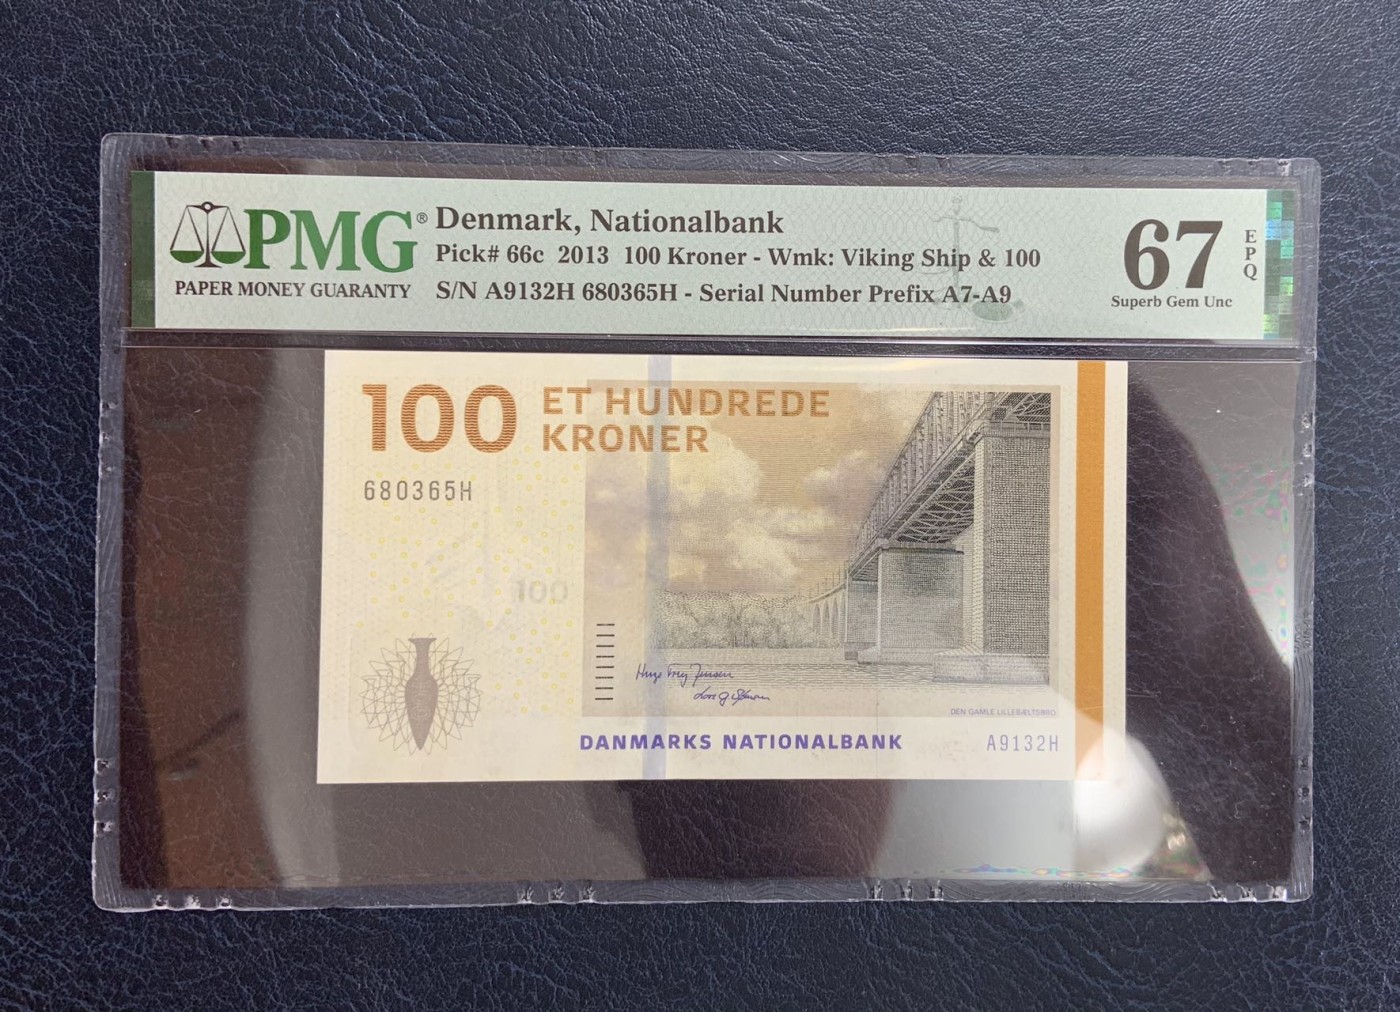 PMG®
PAPER MONEY GUARANTY
Denmark, Nationalbank
Pick# 66c 2013 100 Kroner - Wmk: Viking Ship & 100
S/N A9132H 680365H - Serial Number Prefix A7-A9
67
EPQ
Superb Gem Unc
100
ET HUNDREDE
KRONER
680365H
100
DEN GAMLE LILLEBÆLTSBRO
DANMARKS NATIONALBANK
A9132H